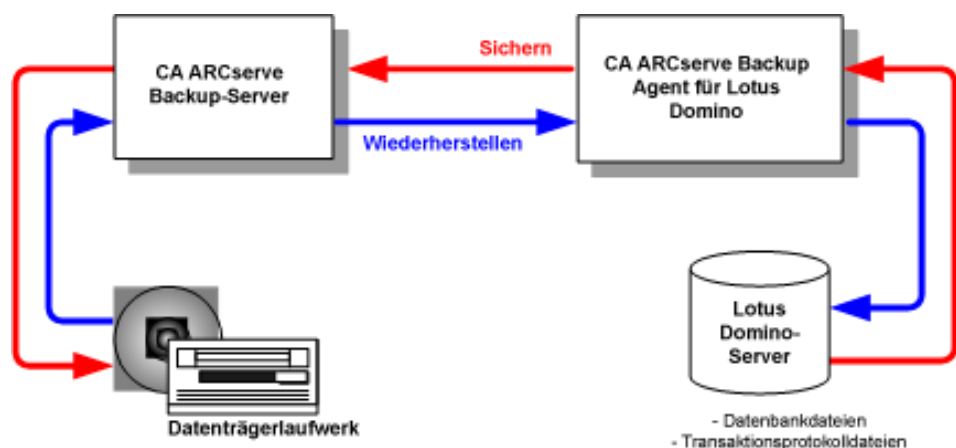 Sichern
CA ARCserve
Backup-Server
CA ARCserve Backup
Agent für Lotus
Domino
Wiederherstellen
Lotus
Domino-
Server
Datenträgerlaufwerk
- Datenbankdateien
- Transaktionsprotokolldateien